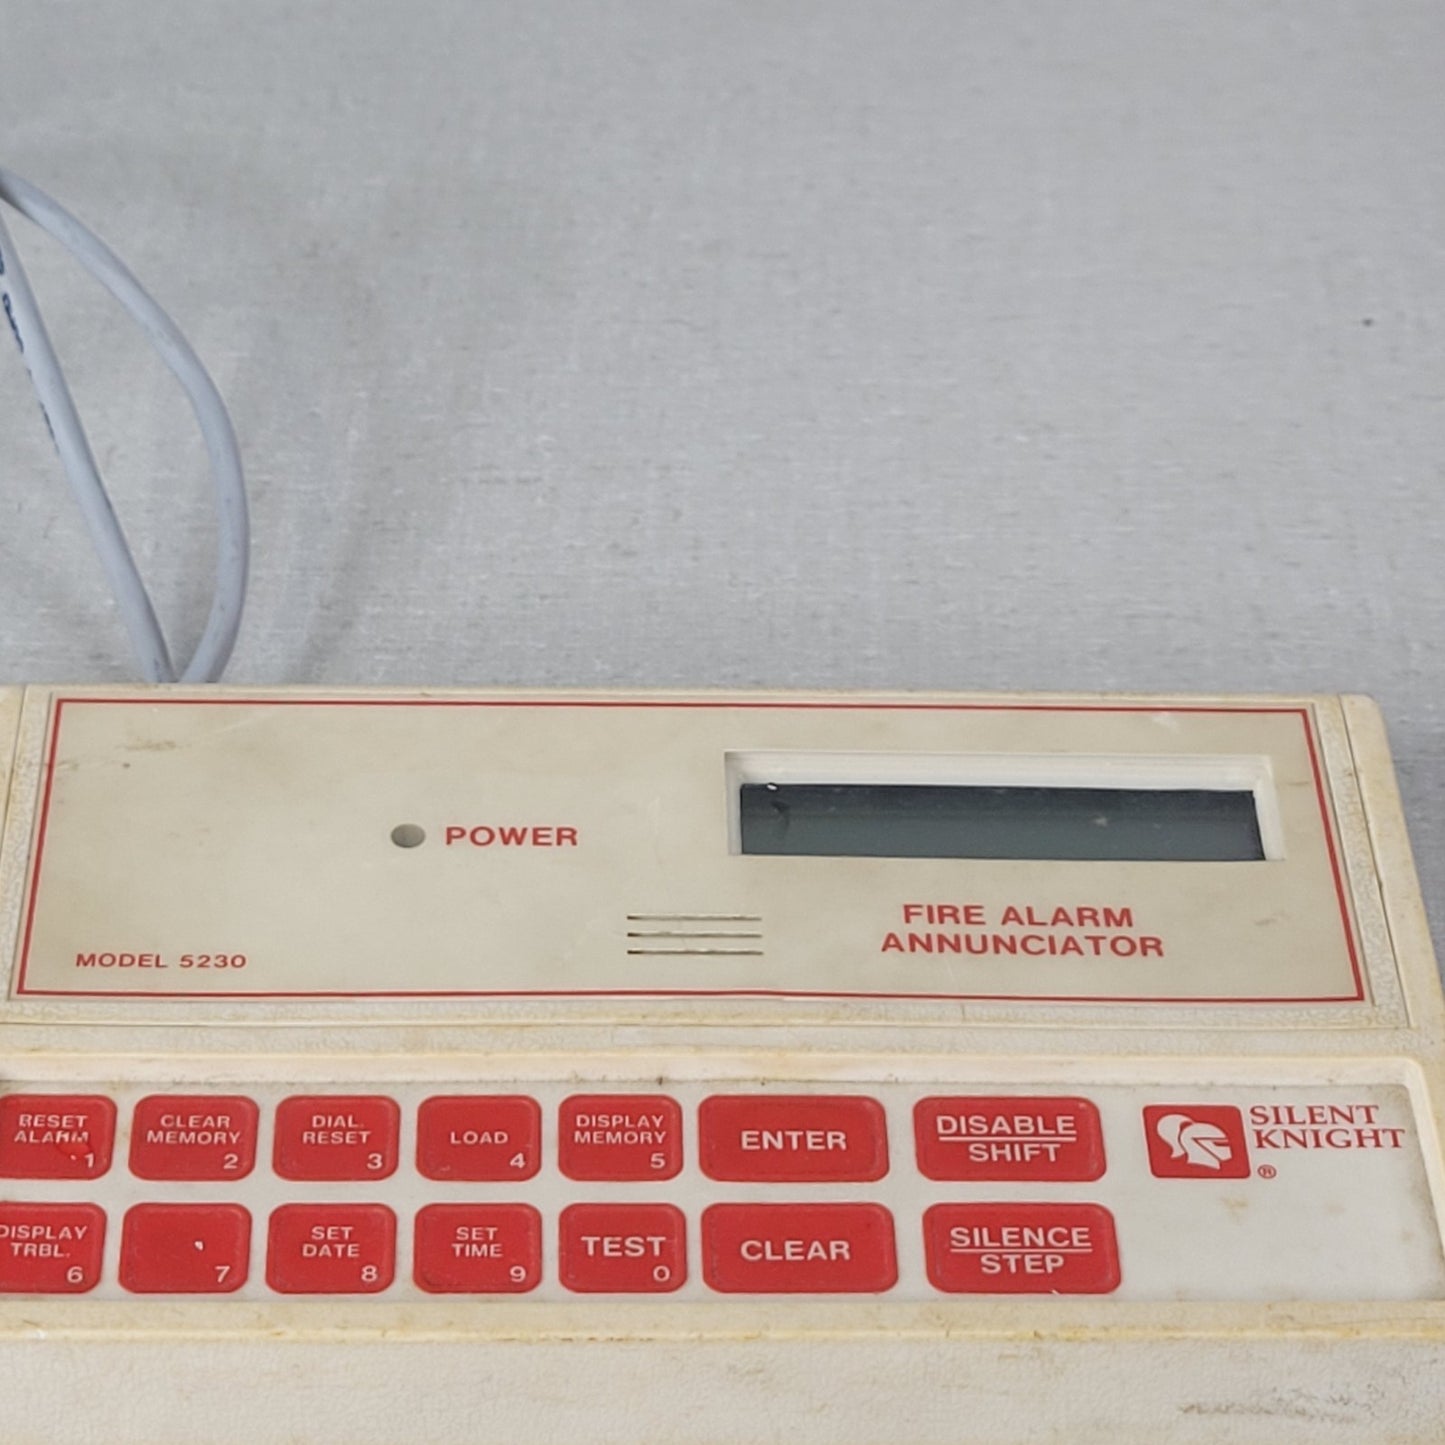 POWER
MODEL 5230
FIRE ALARM
ANNUNCIATOR
RESET
ALARM
1
CLEAR
MEMORY
2
DIAL.
RESET
3
LOAD
4
DISPLAY
MEMORY
5
ENTER
DISABLE
SHIFT
SILENT
KNIGHT
®
DISPLAY
TRBL.
6
7
SET
DATE
8
SET
TIME
9
TEST
0
CLEAR
SILENCE
STEP